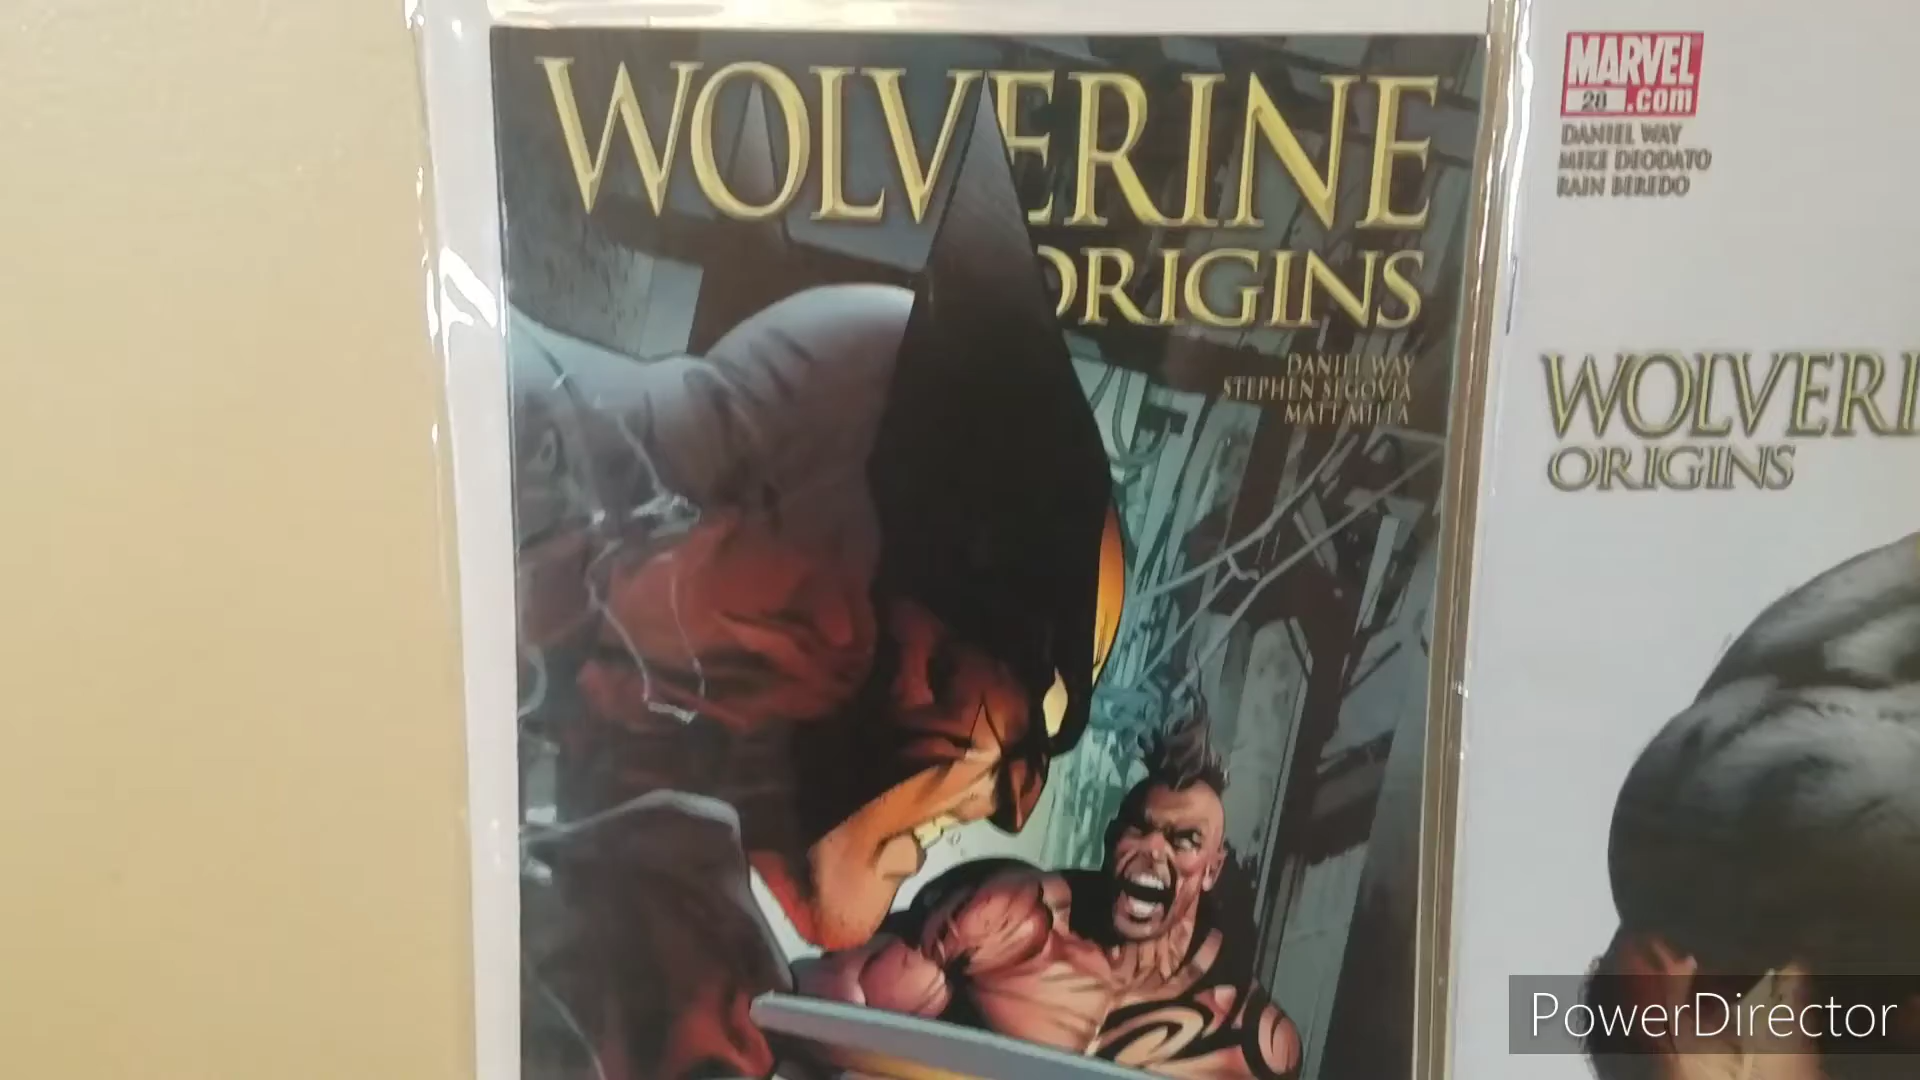 WOLVERINE
ORIGINS
DANIEL WAY
STEPHEN SEGOVIA
MATT MILLA
MARVEL
28 .COM
DANIEL WAY
MIKE DEODATO
RAIN BEREDO
WOLVERI
ORIGINS
PowerDirector